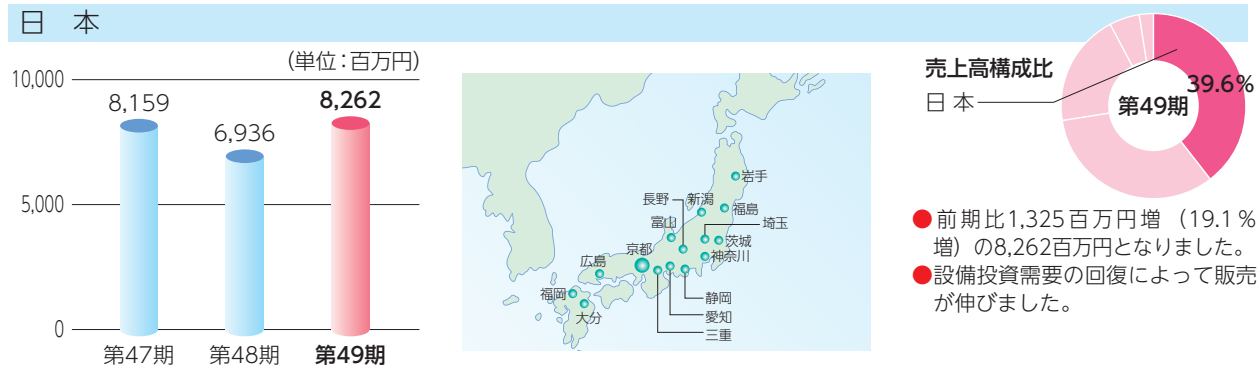 日 本
(単位：百万円)
10,000
5,000
0
8,159
6,936
8,262
第47期
第48期
第49期
岩手
長野
新潟
福島
富山
埼玉
京都
茨城
神奈川
広島
福岡
大分
静岡
愛知
三重
売上高構成比
日 本
39.6%
第49期
●前期比1,325百万円増（19.1％
増）の8,262百万円となりました。
●設備投資需要の回復によって販売
が伸びました。